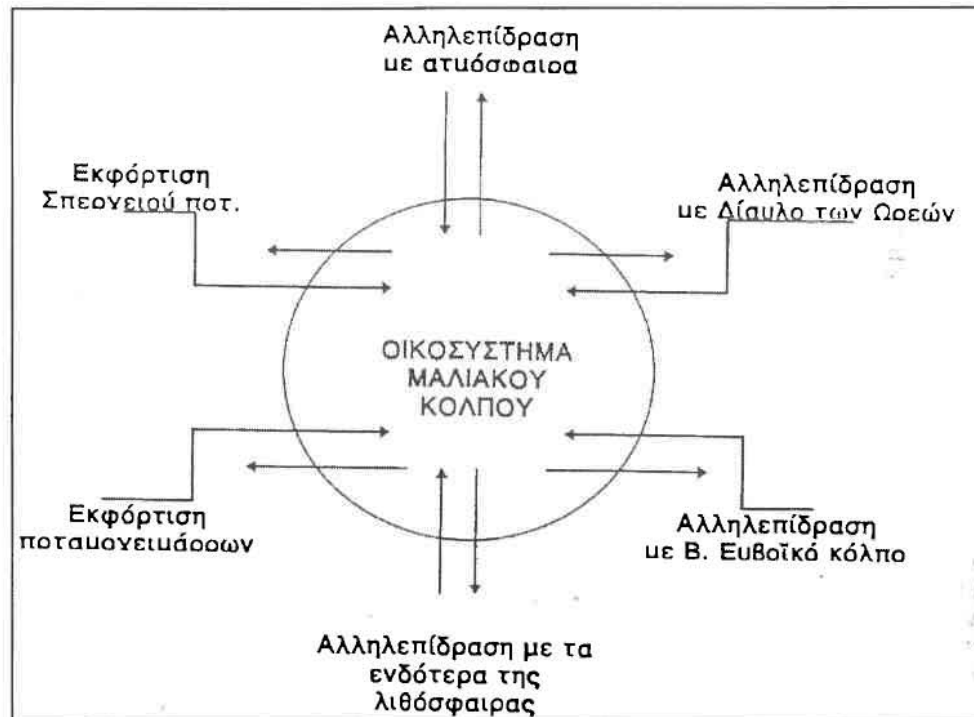 Αλληλεπίδραση
με ατμόσφαιρα
Εκφόρτιση
Σπερχειού ποτ.
Αλληλεπίδραση
με Δίαυλο των Ωρεών
ΟΙΚΟΣΥΣΤΗΜΑ
ΜΑΛΙΑΚΟΥ
ΚΟΛΠΟΥ
Εκφόρτιση
ποταμοχειμάρρων
Αλληλεπίδραση
με Β. Ευβοϊκό κόλπο
Αλληλεπίδραση με τα
ενδότερα της
λιθόσφαιρας